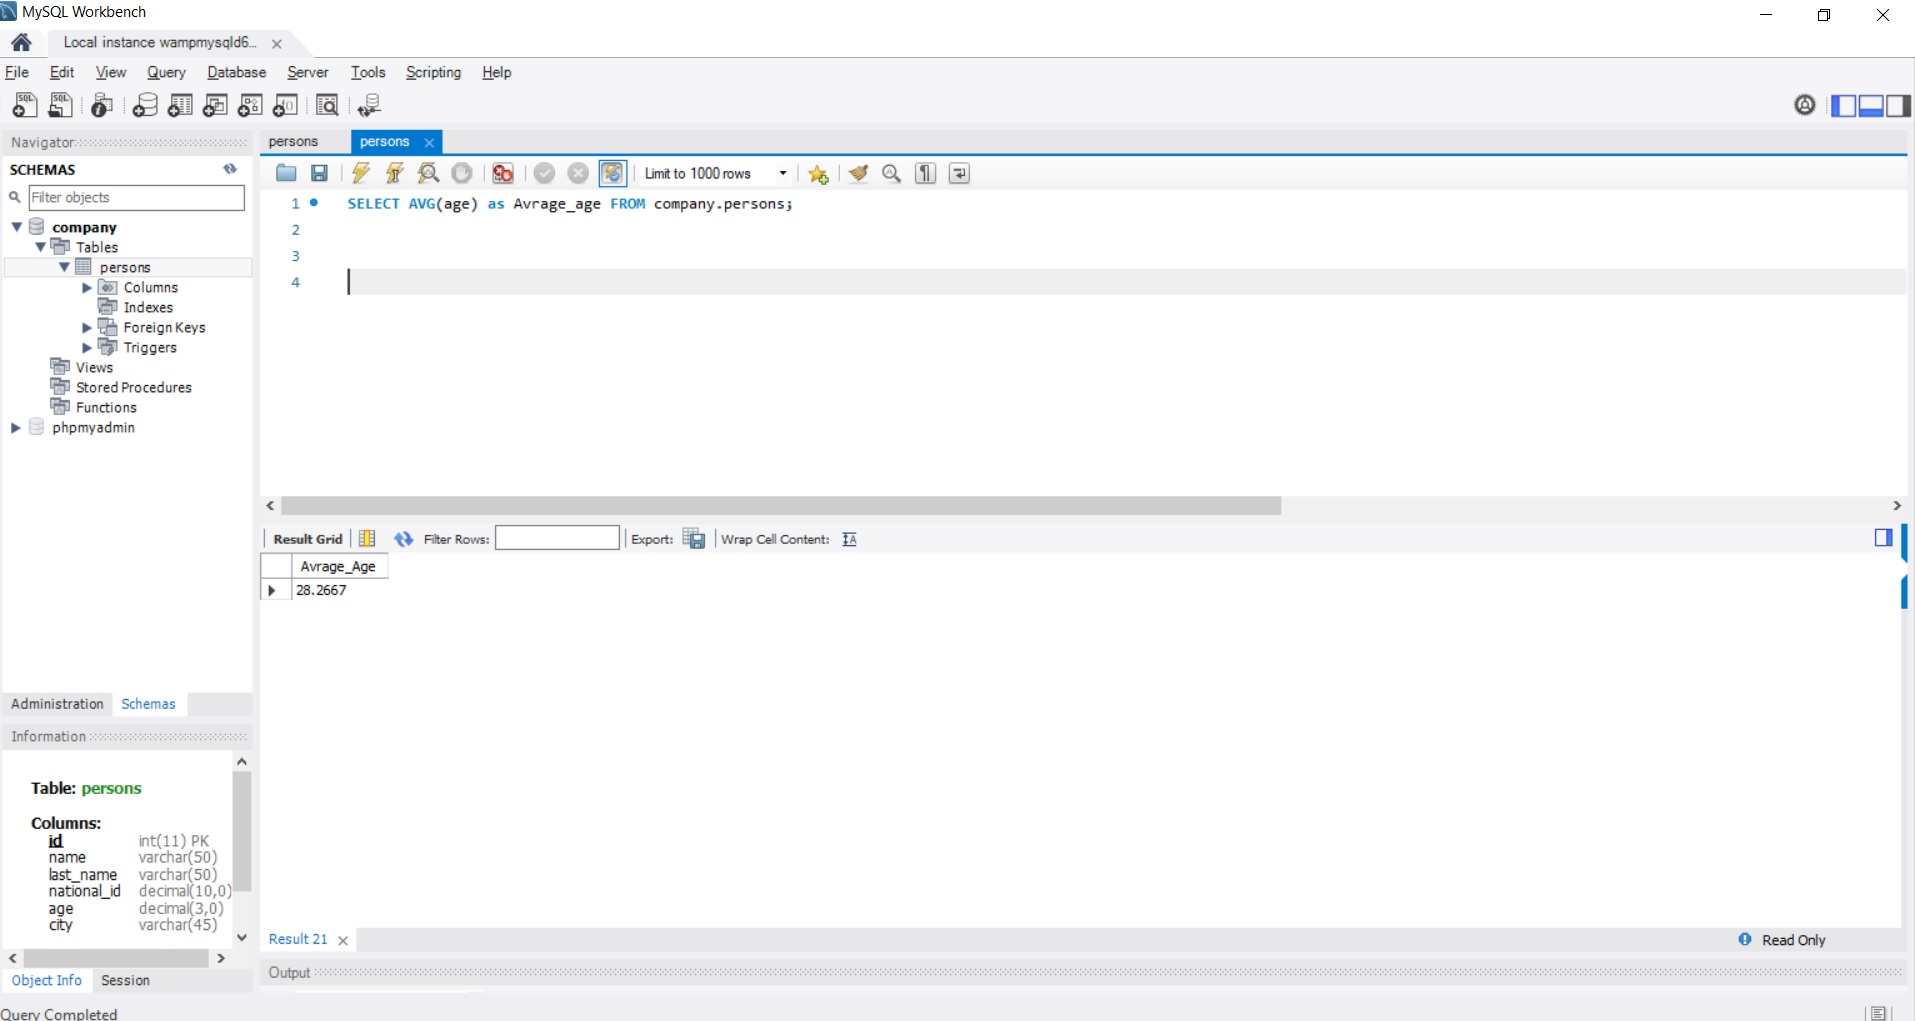 MySQL Workbench
Local instance wampmysqld6...
File Edit View Query Database Server Tools Scripting Help
Navigator
SCHEMAS
Filter objects
company
Tables
persons
Columns
Indexes
Foreign Keys
Triggers
Views
Stored Procedures
Functions
phpmyadmin
Administration Schemas
Information
Table: persons
Columns:
id int(11) PK
name varchar(50)
last_name varchar(50)
national_id decimal(10,0)
age decimal(3,0)
city varchar(45)
Object Info Session
persons persons
Limit to 1000 rows
1 SELECT AVG(age) as Avrage_age FROM company.persons;
2
3
4
Result Grid Filter Rows: Export: Wrap Cell Content:
Avrage_Age
28.2667
Result 21
Read Only
Output
Query Completed